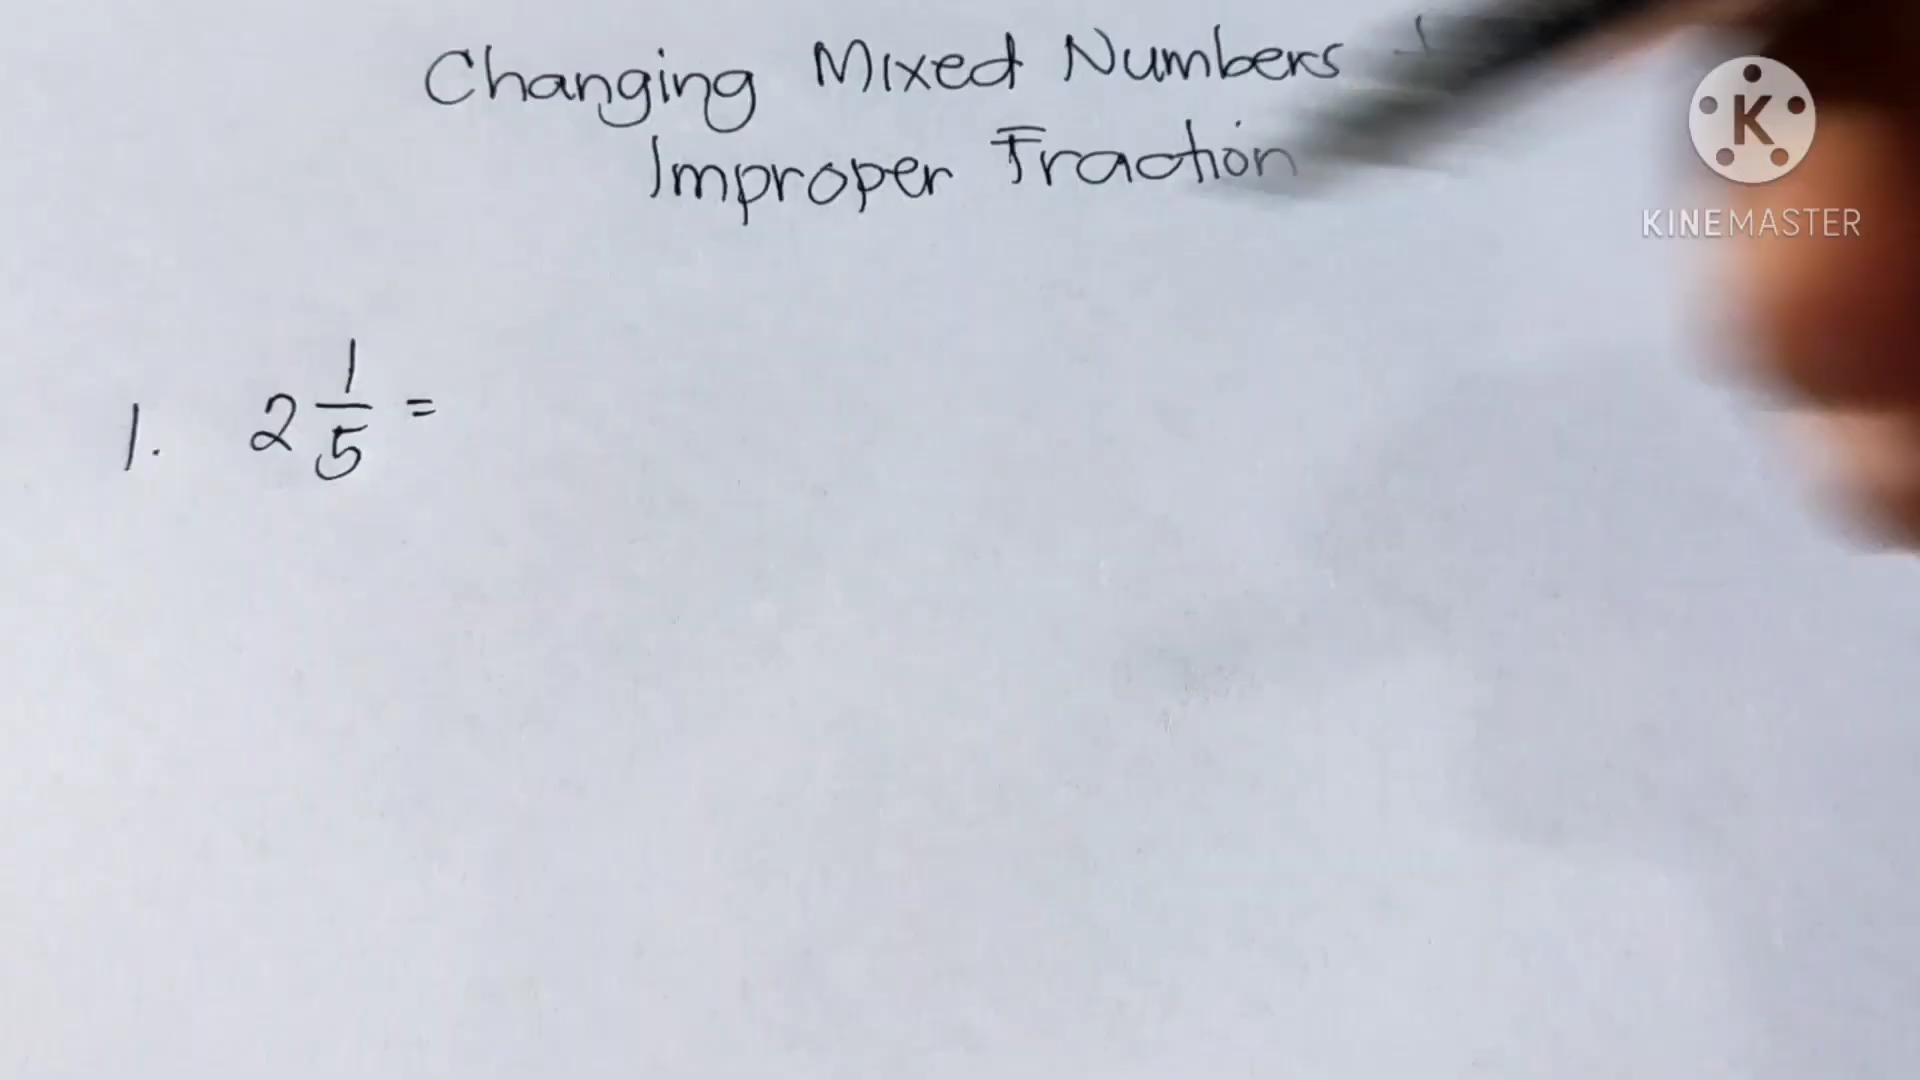 Changing Mixed Numbers
Improper Fraction
1. 2 1/5 =
K
KINEMASTER